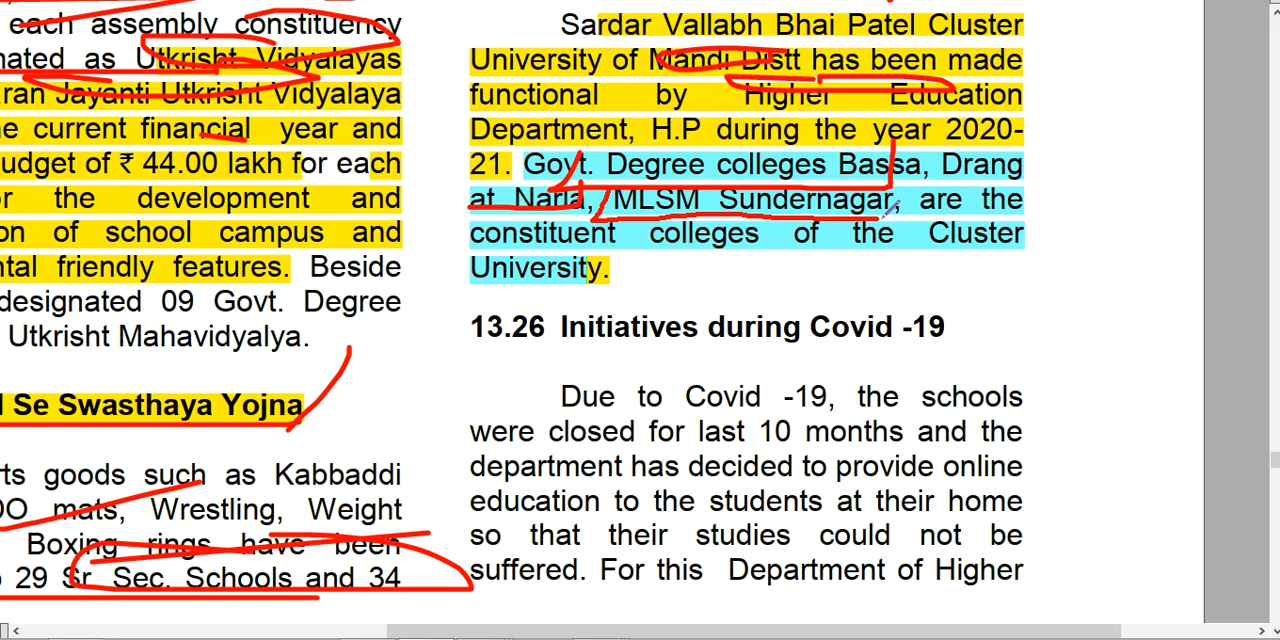 each assembly constituency
nated as Utkrisht Vidyalayas
ran Jayanti Utkrisht Vidyalaya
e current financial year and
udget of ₹ 44.00 lakh for each
or the development and
on of school campus and
ntal friendly features. Beside
designated 09 Govt. Degree
Utkrisht Mahavidyalya.
Se Swasthaya Yojna
rts goods such as Kabbaddi
DO mats, Wrestling, Weight
Boxing rings have been
29 Sr. Sec. Schools and 34
Sardar Vallabh Bhai Patel Cluster
University of Mandi Distt has been made
functional by Higher Education
Department, H.P during the year 2020-
21. Govt. Degree colleges Bassa, Drang
at Narla, MLSM Sundernagar, are the
constituent colleges of the Cluster
University.
13.26 Initiatives during Covid -19
Due to Covid -19, the schools
were closed for last 10 months and the
department has decided to provide online
education to the students at their home
so that their studies could not be
suffered. For this Department of Higher